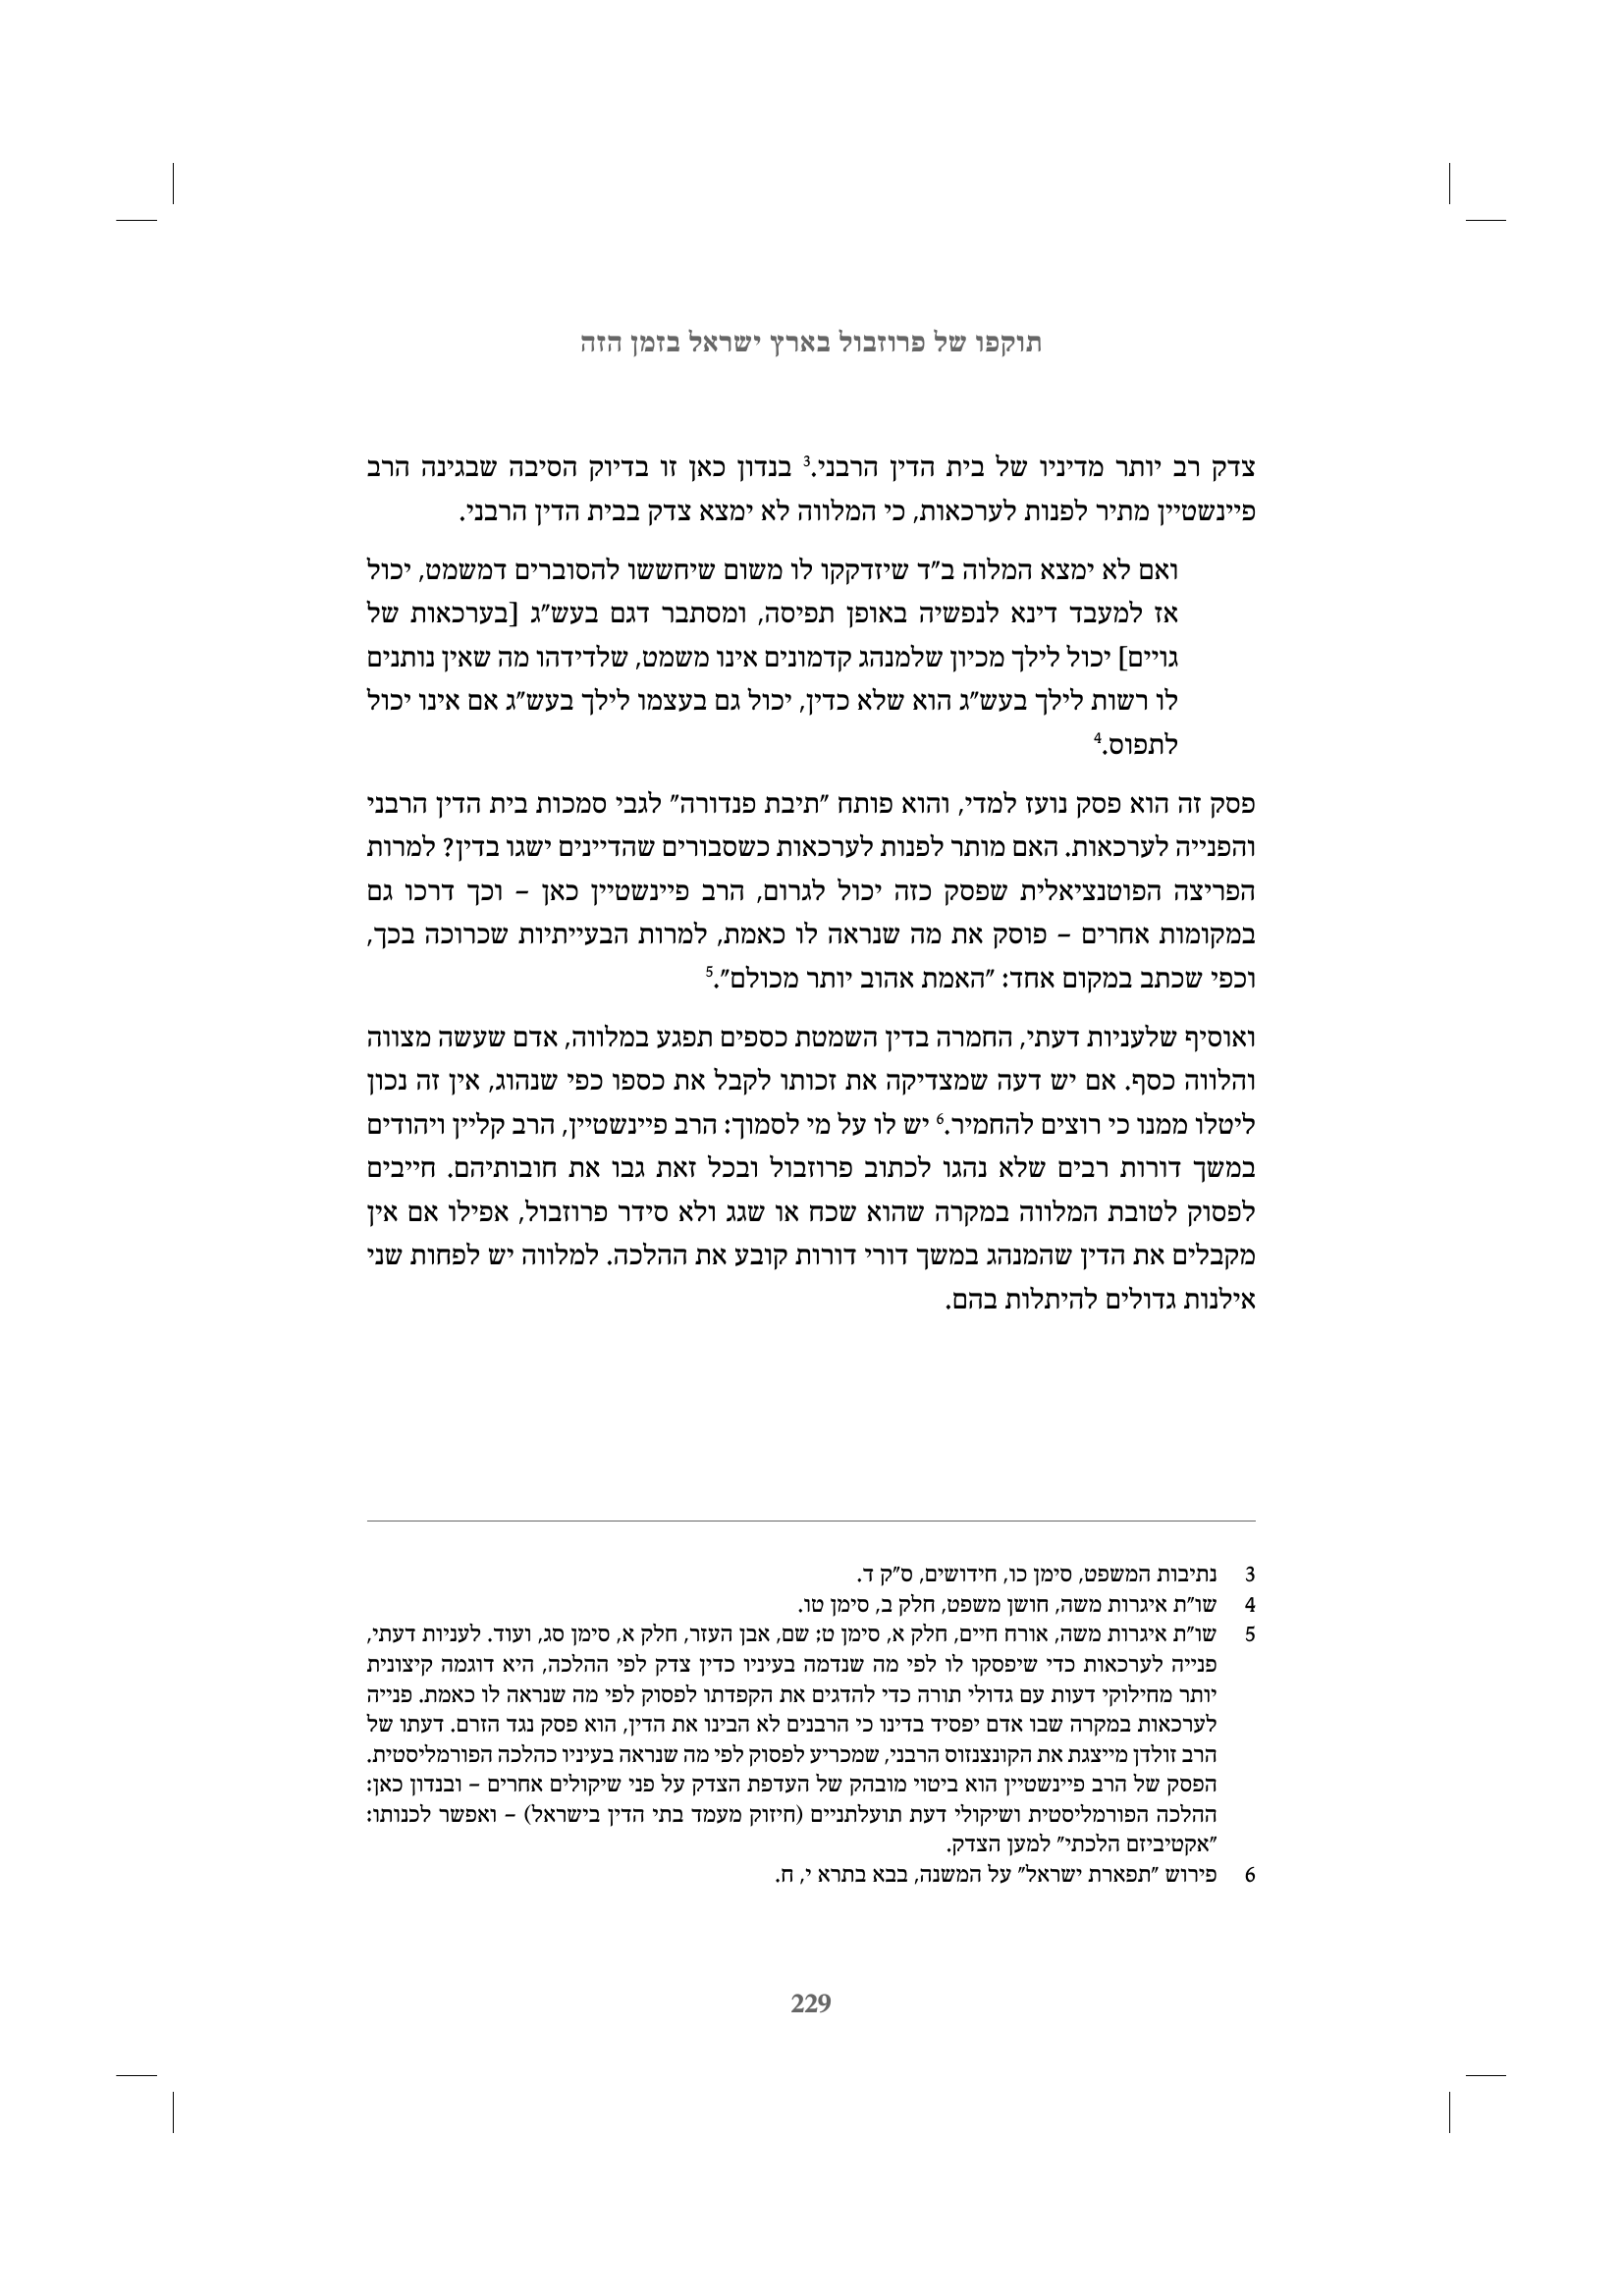 תוקפו של פרוזבול בארץ ישראל בזמן הזה
צדק רב יותר מדיניו של בית הדין הרבני.3 בנדון כאן זו בדיוק הסיבה שבגינה הרב
פיינשטיין מתיר לפנות לערכאות, כי המלווה לא ימצא צדק בבית הדין הרבני.
ואם לא ימצא המלוה ב"ד שיזדקקו לו משום שיחששו להסוברים דמשמט, יכול
אז למעבד דינא לנפשיה באופן תפיסה, ומסתבר דגם בעש"ג [בערכאות של
גויים] יכול לילך מכיון שלמנהג קדמונים אינו משמט, שלדידהו מה שאין נותנים
לו רשות לילך בעש"ג הוא שלא כדין, יכול גם בעצמו לילך בעש"ג אם אינו יכול
לתפוס.4
פסק זה הוא פסק נועז למדי, והוא פותח "תיבת פנדורה" לגבי סמכות בית הדין הרבני
והפנייה לערכאות. האם מותר לפנות לערכאות כשסבורים שהדיינים ישגו בדין? למרות
הפריצה הפוטנציאלית שפסק כזה יכול לגרום, הרב פיינשטיין כאן – וכך דרכו גם
במקומות אחרים – פוסק את מה שנראה לו כאמת, למרות הבעייתיות שכרוכה בכך,
וכפי שכתב במקום אחד: "האמת אהוב יותר מכולם".5
ואוסיף שלעניות דעתי, החמרה בדין השמטת כספים תפגע במלווה, אדם שעשה מצווה
והלווה כסף. אם יש דעה שמצדיקה את זכותו לקבל את כספו כפי שנהוג, אין זה נכון
ליטלו ממנו כי רוצים להחמיר.6 יש לו על מי לסמוך: הרב פיינשטיין, הרב קליין ויהודים
במשך דורות רבים שלא נהגו לכתוב פרוזבול ובכל זאת גבו את חובותיהם. חייבים
לפסוק לטובת המלווה במקרה שהוא שכח או שגג ולא סידר פרוזבול, אפילו אם אין
מקבלים את הדין שהמנהג במשך דורי דורות קובע את ההלכה. למלווה יש לפחות שני
אילנות גדולים להיתלות בהם.
3 נתיבות המשפט, סימן כו, חידושים, ס"ק ד.
4 שו"ת איגרות משה, חושן משפט, חלק ב, סימן טו.
5 שו"ת איגרות משה, אורח חיים, חלק א, סימן ט; שם, אבן העזר, חלק א, סימן סג, ועוד. לעניות דעתי,
פנייה לערכאות כדי שיפסקו לו לפי מה שנדמה בעיניו כדין צדק לפי ההלכה, היא דוגמה קיצונית
יותר מחילוקי דעות עם גדולי תורה כדי להדגים את הקפדתו לפסוק לפי מה שנראה לו כאמת. פנייה
לערכאות במקרה שבו אדם יפסיד בדינו כי הרבנים לא הבינו את הדין, הוא פסק נגד הזרם. דעתו של
הרב זולדן מייצגת את הקונצנזוס הרבני, שמכריע לפסוק לפי מה שנראה בעיניו כהלכה הפורמליסטית.
הפסק של הרב פיינשטיין הוא ביטוי מובהק של העדפת הצדק על פני שיקולים אחרים – ובנדון כאן:
ההלכה הפורמליסטית ושיקולי דעת תועלתניים (חיזוק מעמד בתי הדין בישראל) – ואפשר לכנותו:
"אקטיביזם הלכתי" למען הצדק.
6 פירוש "תפארת ישראל" על המשנה, בבא בתרא י, ח.
229